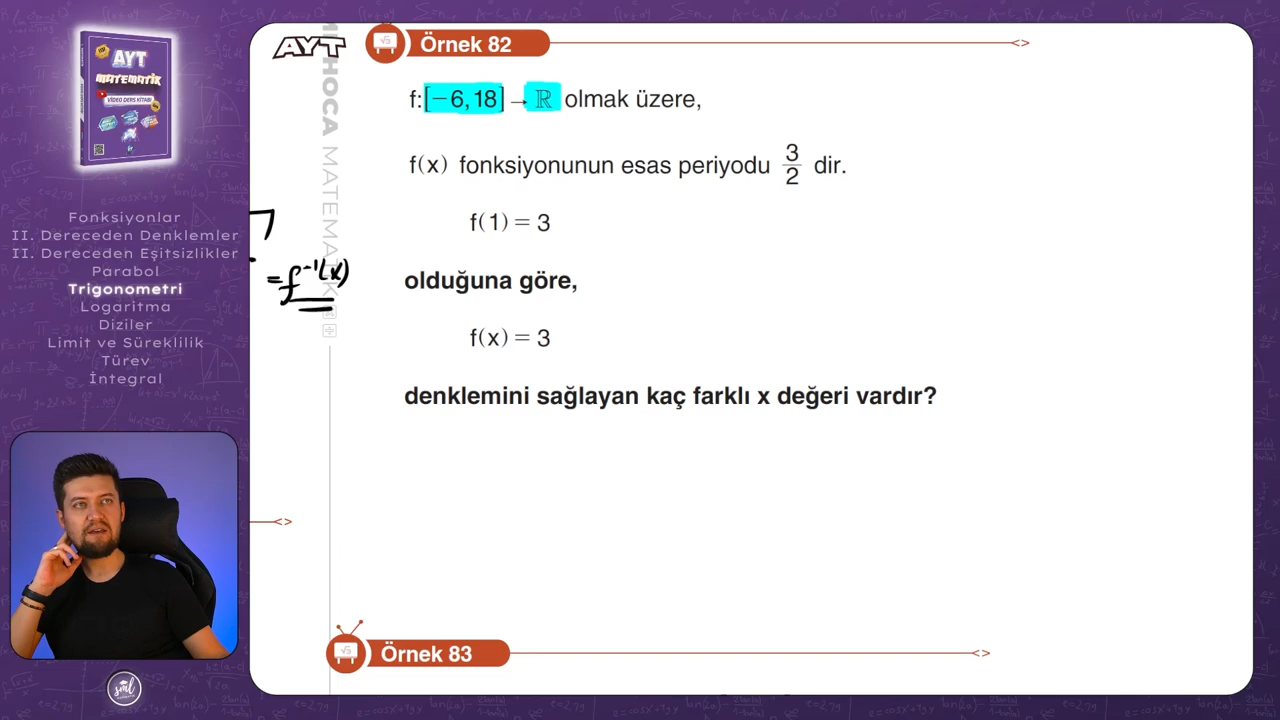 AYT
MATEMATİK
VİDEO DERS KİTABI
Fonksiyonlar
II. Dereceden Denklemler
II. Dereceden Eşitsizlikler
Parabol
Trigonometri
Logaritma
Diziler
Limit ve Süreklilik
Türev
İntegral
sml
AYT
HOCA MATEMA
= f⁻¹(x)
Örnek 82
f:[−6, 18] → ℝ olmak üzere,
f(x) fonksiyonunun esas periyodu 3/2 dir.
f(1) = 3
olduğuna göre,
f(x) = 3
denklemini sağlayan kaç farklı x değeri vardır?
Örnek 83